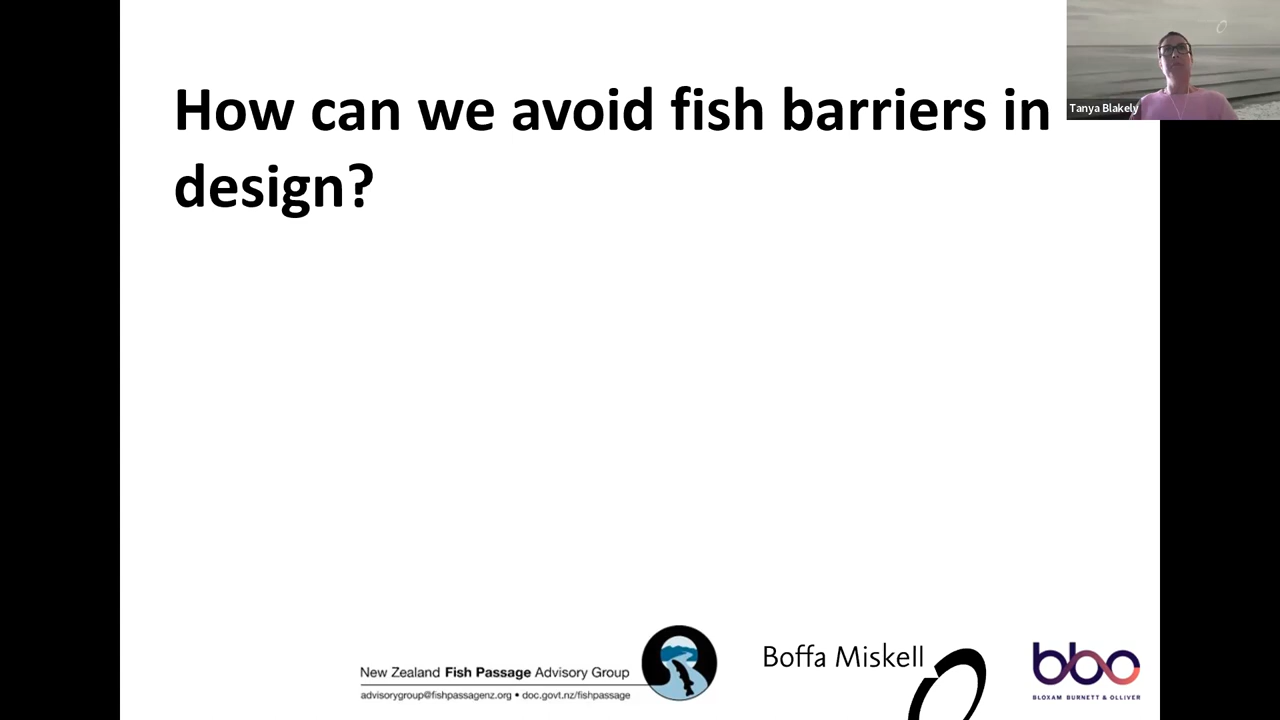 How can we avoid fish barriers in
design?
Tanya Blakely
New Zealand Fish Passage Advisory Group
advisorygroup@fishpassagenz.org • doc.govt.nz/fishpassage
Boffa Miskell
bbo
BLOXAM BURNETT & OLLIVER